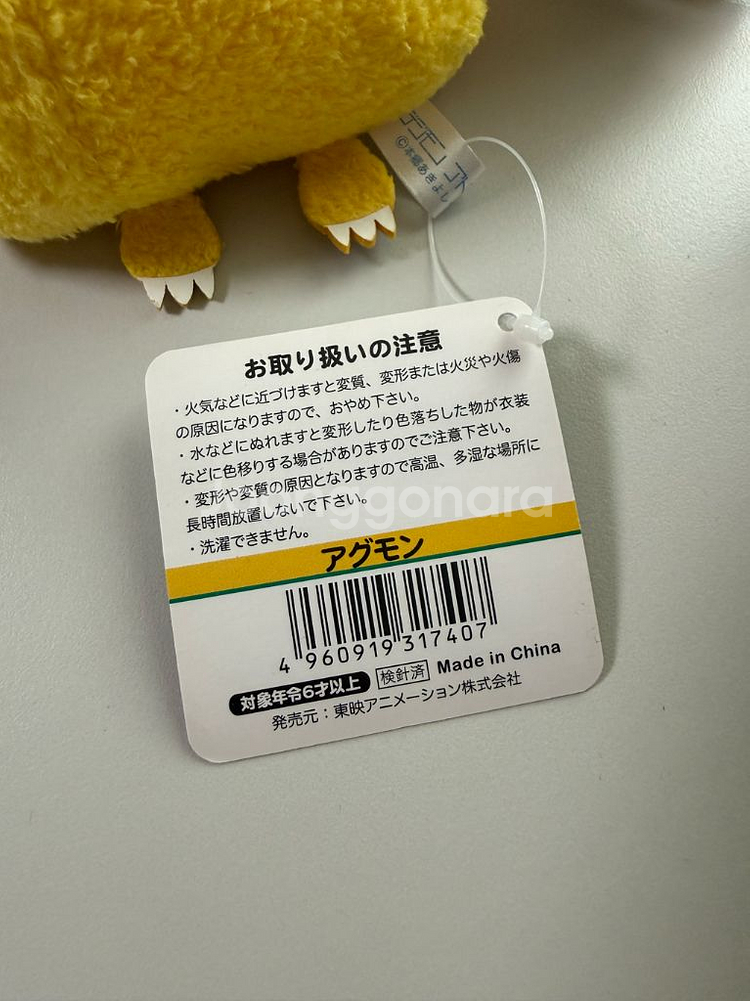 ©本郷あきよし
お取り扱いの注意
・火気などに近づけますと変質、変形または火災や火傷
の原因になりますので、おやめ下さい。
・水などにぬれますと変形したり色落ちした物が衣装
などに色移りする場合がありますのでご注意下さい。
・変形や変質の原因となりますので高温、多湿な場所に
長時間放置しないで下さい。
・洗濯できません。
アグモン
4 960919 317407
対象年令6才以上 検針済 Made in China
発売元：東映アニメーション株式会社